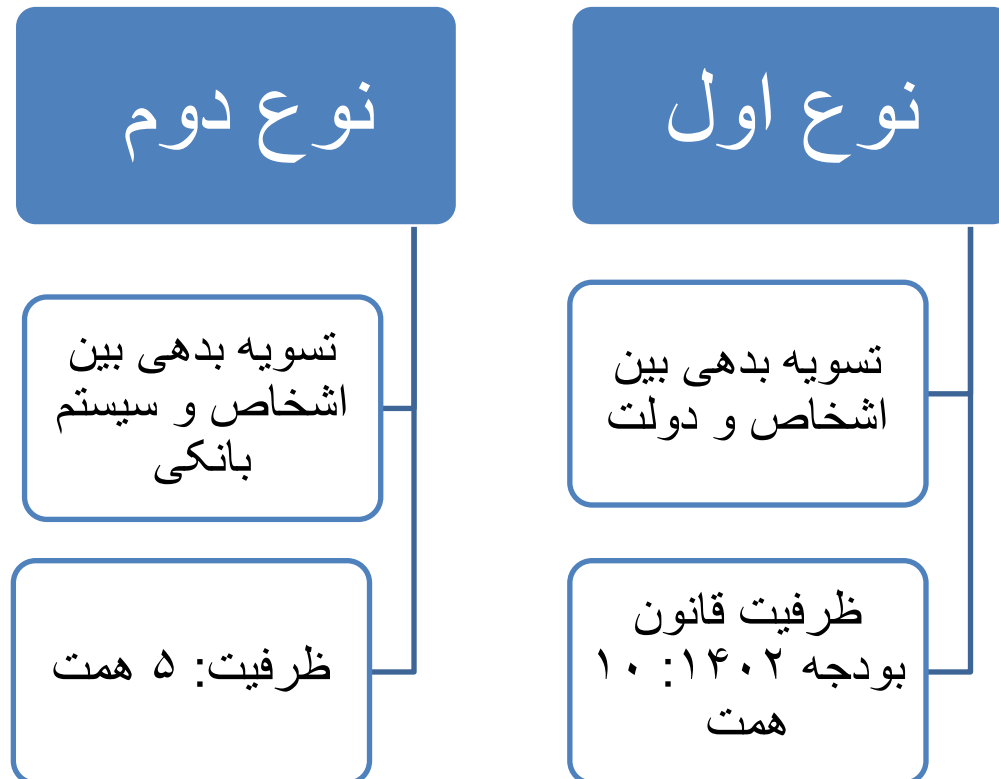 نوع اول
تسویه بدهی بین
اشخاص و دولت
ظرفیت قانون
بودجه ۱۴۰۲: ۱۰
همت
نوع دوم
تسویه بدهی بین
اشخاص و سیستم
بانکی
ظرفیت: ۵ همت